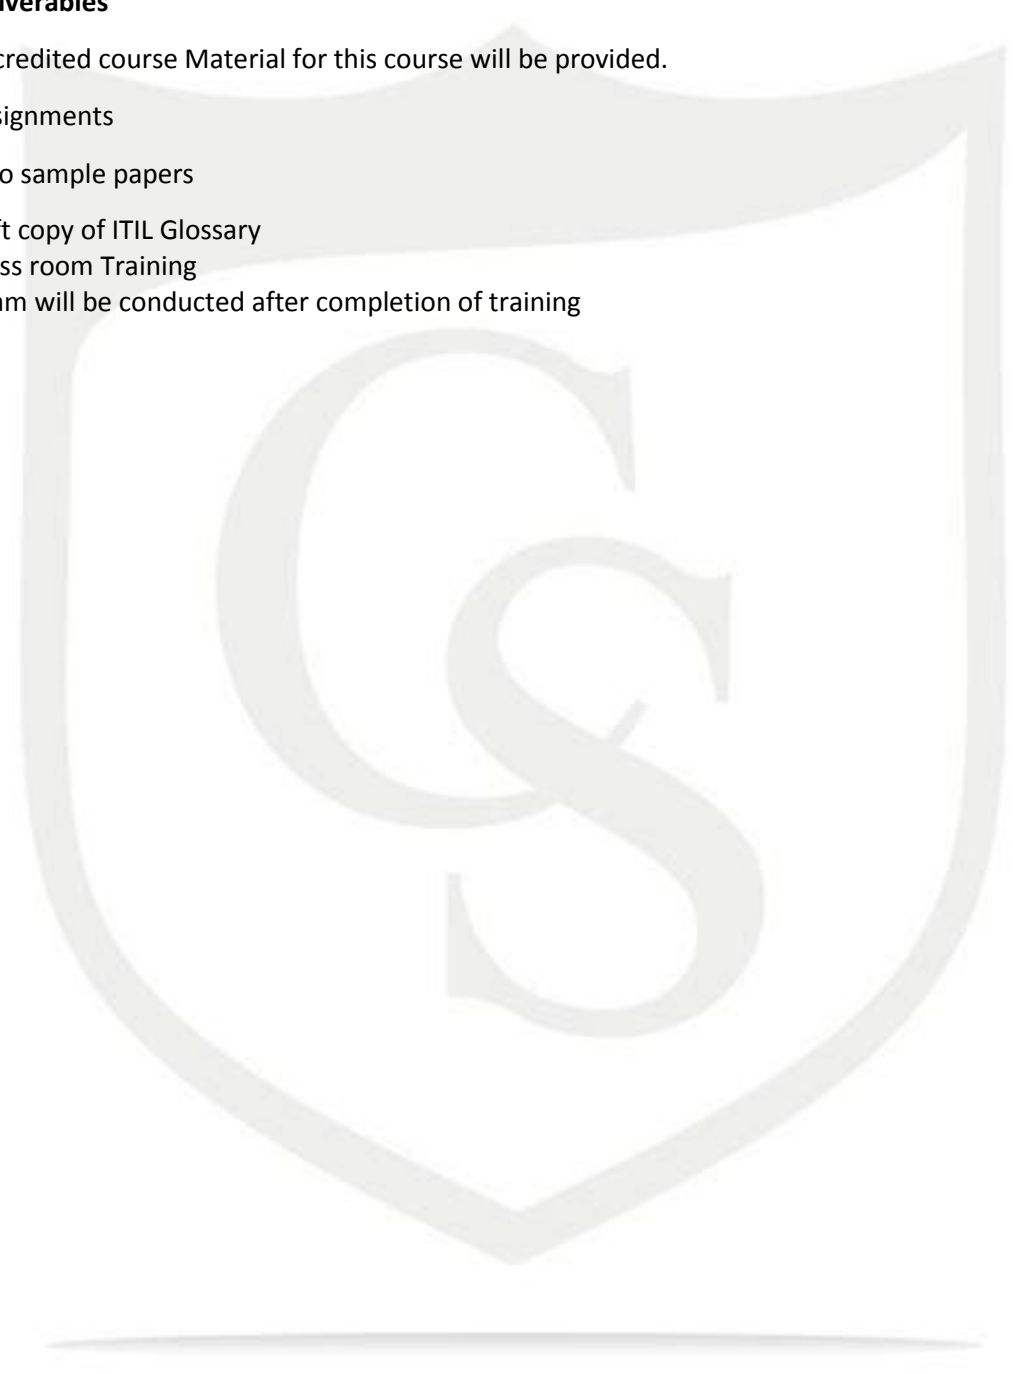 iverables
credited course Material for this course will be provided.
signments
o sample papers
ft copy of ITIL Glossary
ss room Training
am will be conducted after completion of training
CS